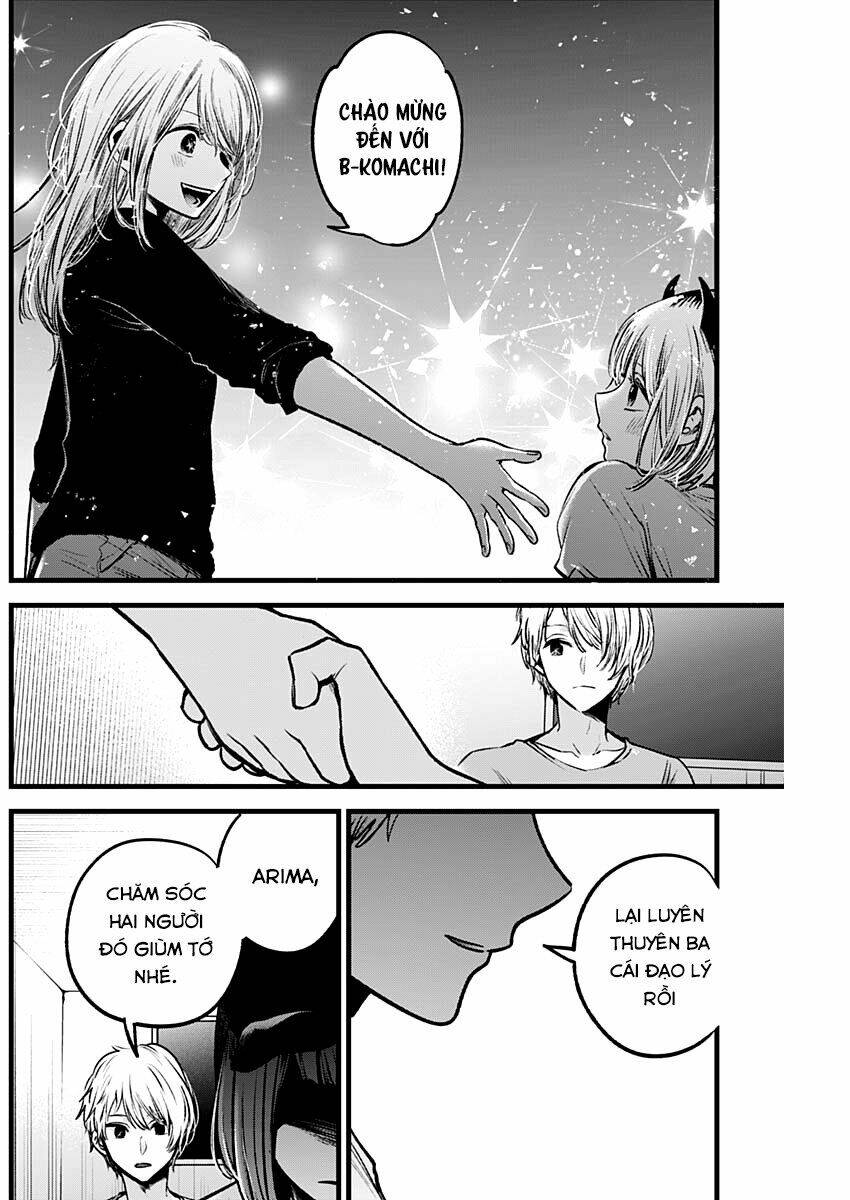 CHÀO MỪNG
ĐẾN VỚI
B-KOMACHI!
LẠI LUYÊN
THUYÊN BA
CÁI ĐẠO LÝ
RỒI
ARIMA,
CHĂM SÓC
HAI NGƯỜI
ĐÓ GIÙM TỚ
NHÉ.